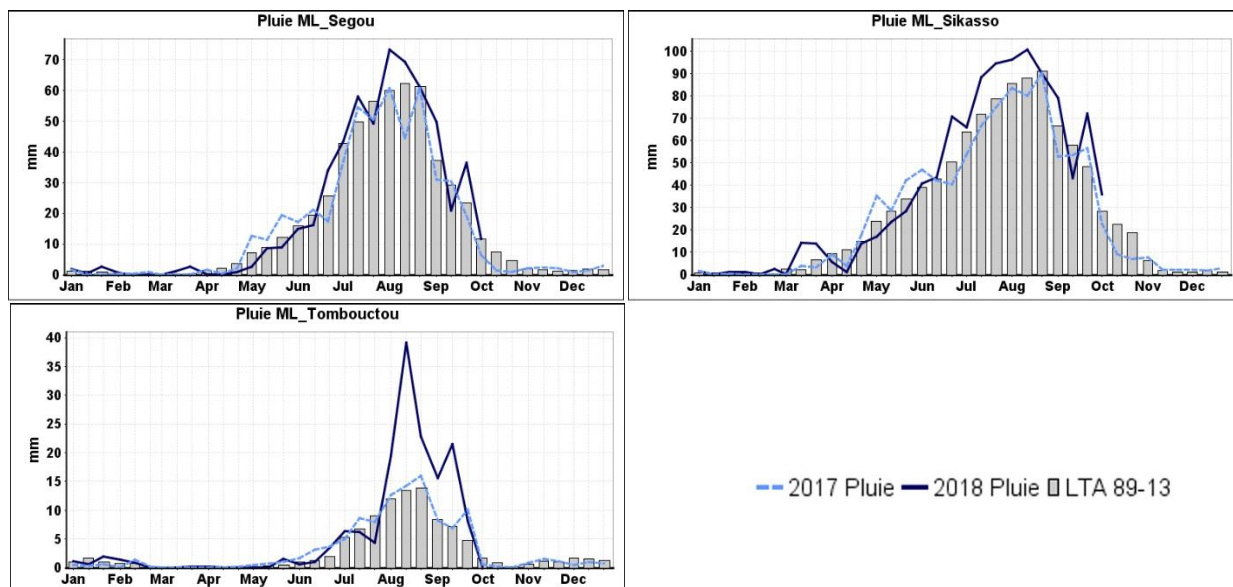 Pluie ML_Segou
70
60
50
40
30
20
10
0
mm
Jan Feb Mar Apr May Jun Jul Aug Sep Oct Nov Dec
Pluie ML_Sikasso
100
90
80
70
60
50
40
30
20
10
0
mm
Jan Feb Mar Apr May Jun Jul Aug Sep Oct Nov Dec
Pluie ML_Tombouctou
40
35
30
25
20
15
10
5
0
mm
Jan Feb Mar Apr May Jun Jul Aug Sep Oct Nov Dec
2017 Pluie 2018 Pluie LTA 89-13